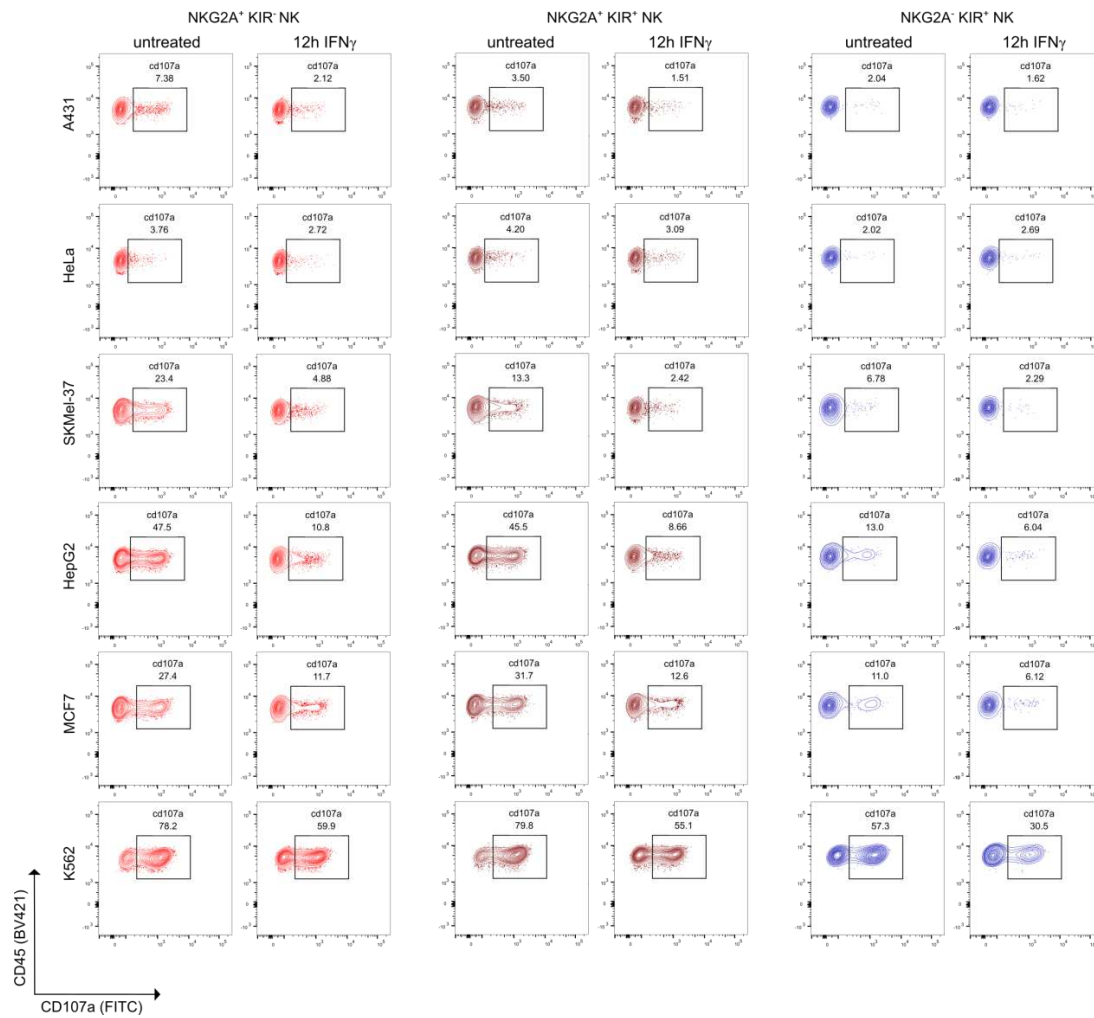 NKG2A⁺ KIR⁻ NK NKG2A⁺ KIR⁺ NK NKG2A⁻ KIR⁺ NK
untreated 12h IFNγ untreated 12h IFNγ untreated 12h IFNγ
A431
cd107a cd107a cd107a cd107a cd107a cd107a
7.38 2.12 3.50 1.51 2.04 1.62
HeLa
cd107a cd107a cd107a cd107a cd107a cd107a
3.76 2.72 4.20 3.09 2.02 2.69
SKMel-37
cd107a cd107a cd107a cd107a cd107a cd107a
23.4 4.88 13.3 2.42 6.78 2.29
HepG2
cd107a cd107a cd107a cd107a cd107a cd107a
47.5 10.8 45.5 8.66 13.0 6.04
MCF7
cd107a cd107a cd107a cd107a cd107a cd107a
27.4 11.7 31.7 12.6 11.0 6.12
K562
cd107a cd107a cd107a cd107a cd107a cd107a
78.2 59.9 79.8 55.1 57.3 30.5
CD45 (BV421)
CD107a (FITC)